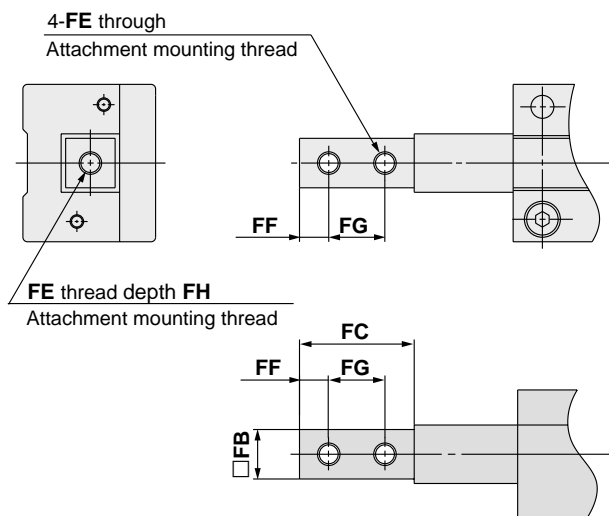 4-FE through
Attachment mounting thread
FF
FG
FE thread depth FH
Attachment mounting thread
FC
FF
FG
□FB